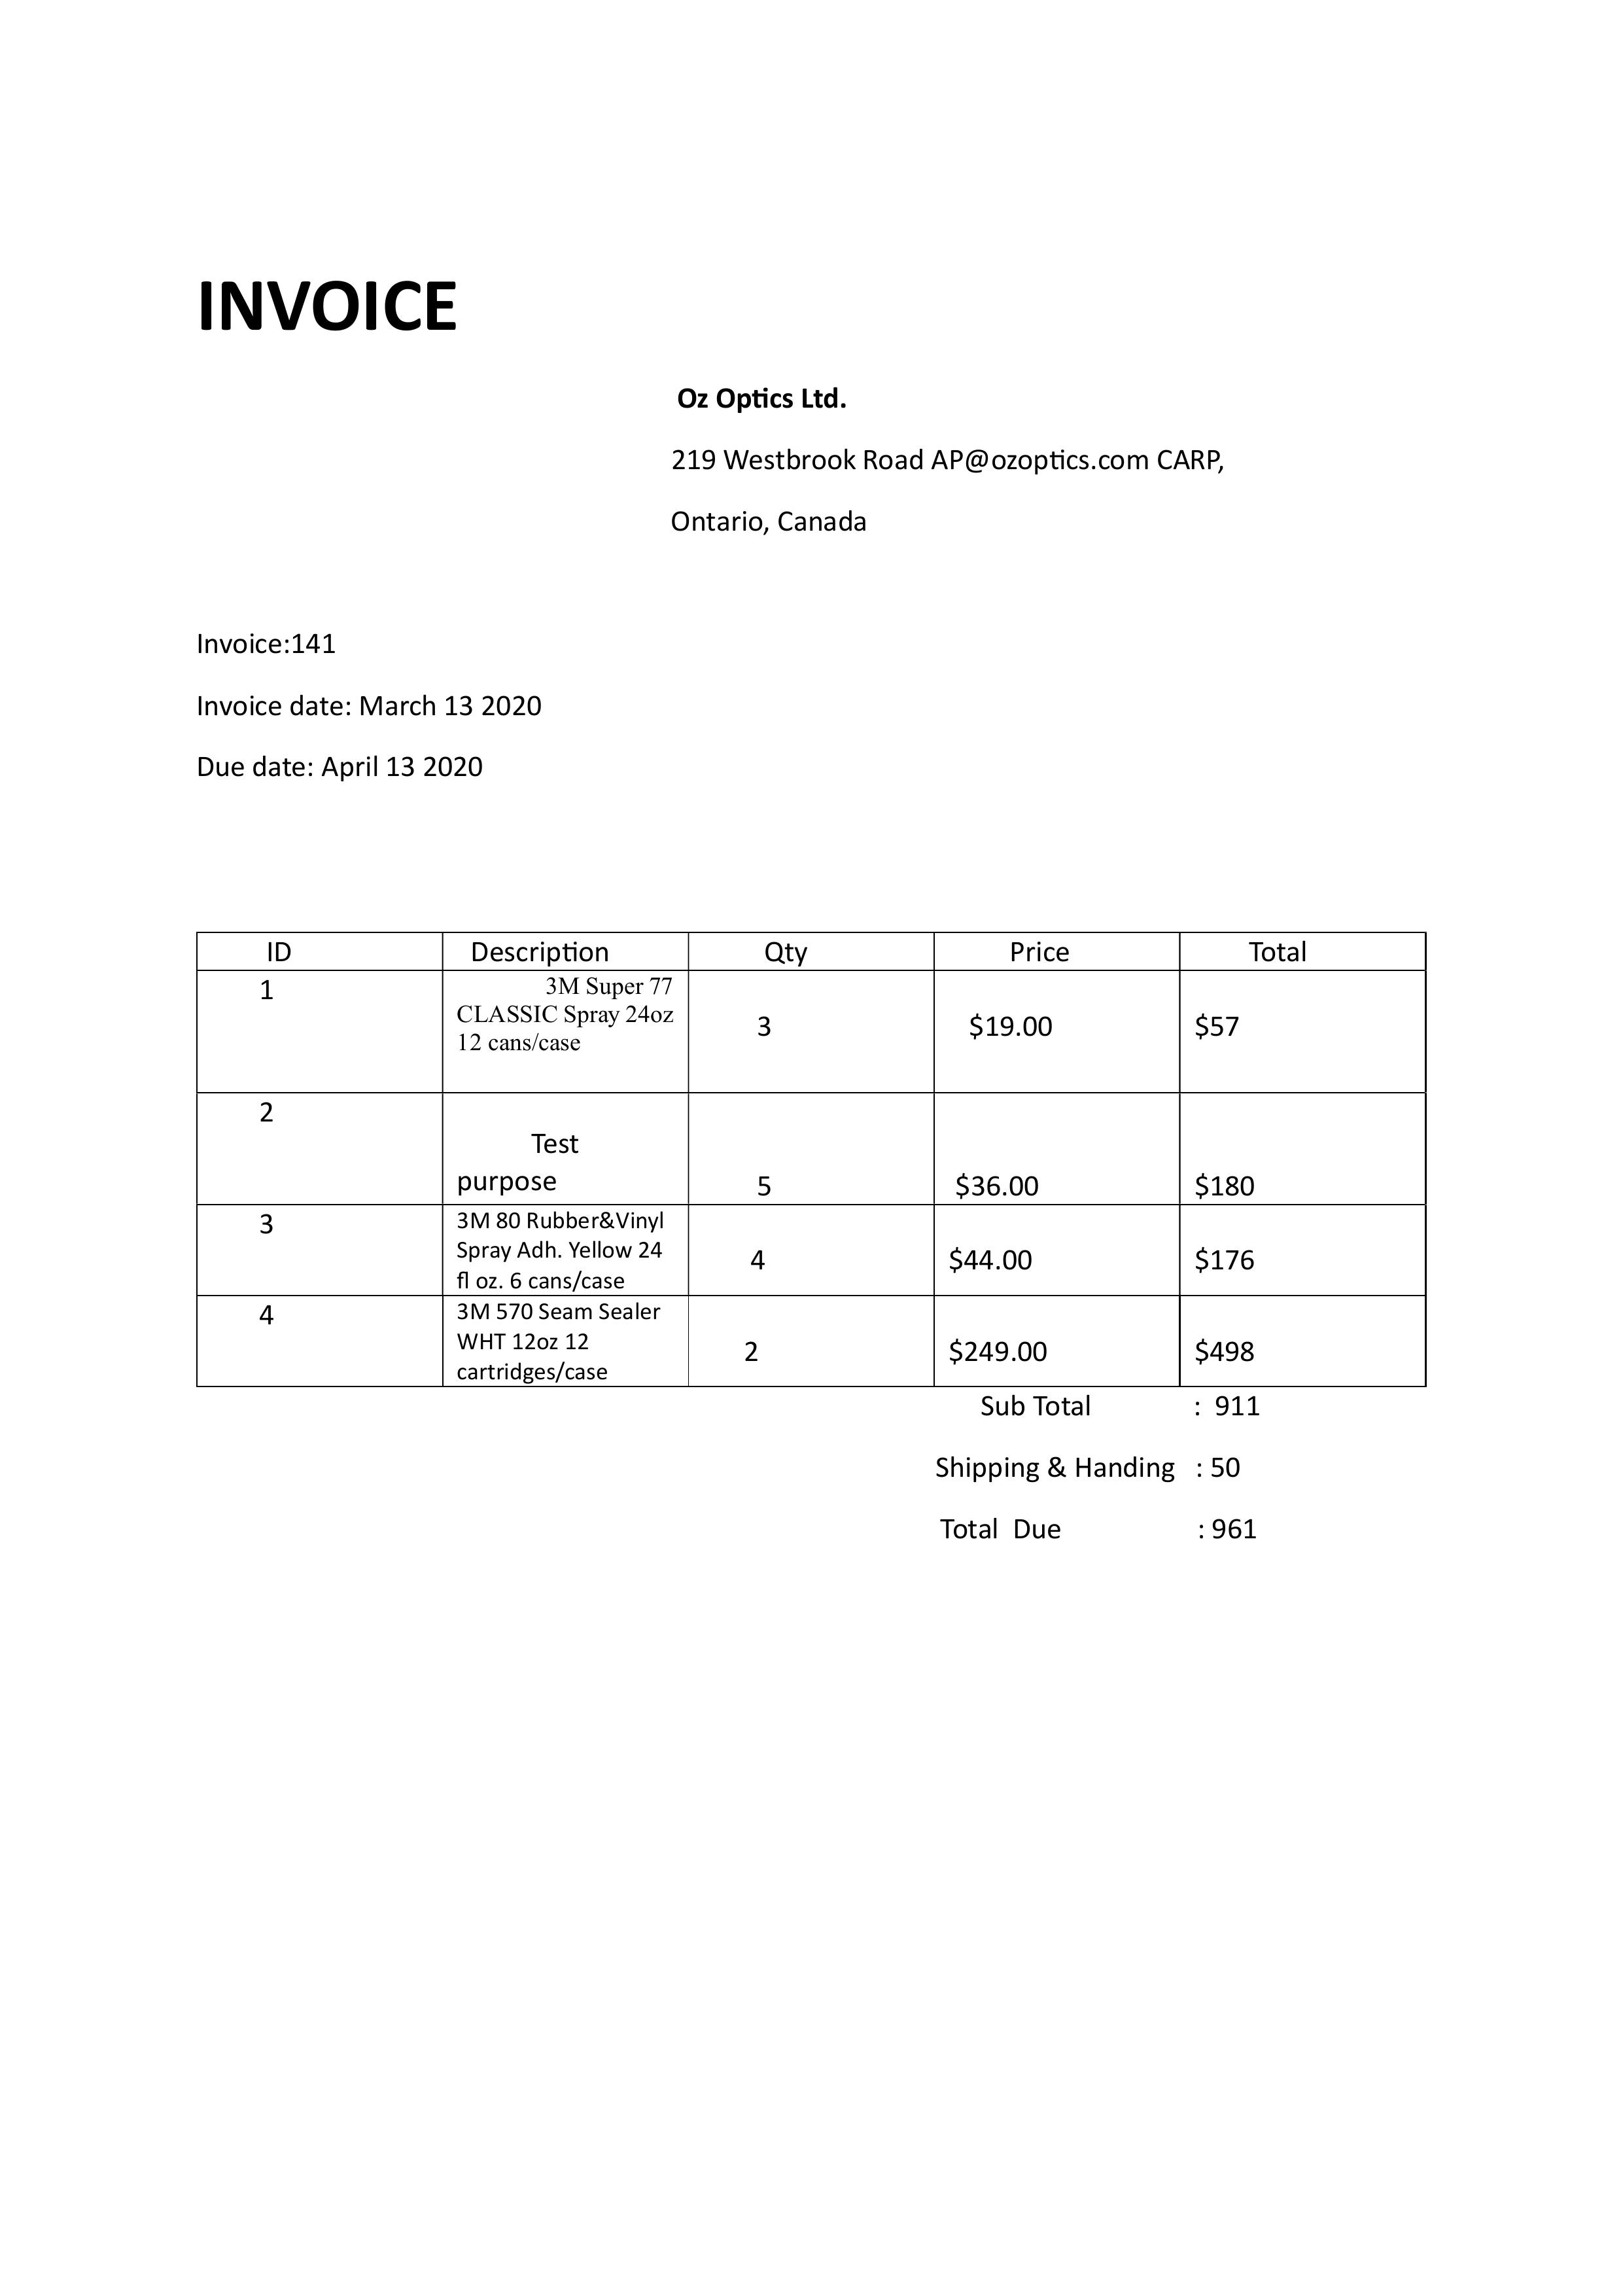 INVOICE
Oz Optics Ltd.
219 Westbrook Road AP@ozoptics.com CARP,
Ontario, Canada
Invoice:141
Invoice date: March 13 2020
Due date: April 13 2020
ID Description Qty Price Total
1 3M Super 77
CLASSIC Spray 24oz
3 $19.00 $57
12 cans/case
2
Test
purpose 5 $36.00 $180
3 3M 80 Rubber&Vinyl
Spray Adh. Yellow 24
4 $44.00 $176
fl oz. 6 cans/case
4 3M 570 Seam Sealer
WHT 12oz 12
2 $249.00 $498
cartridges/case
Sub Total : 911
Shipping & Handing : 50
Total Due : 961